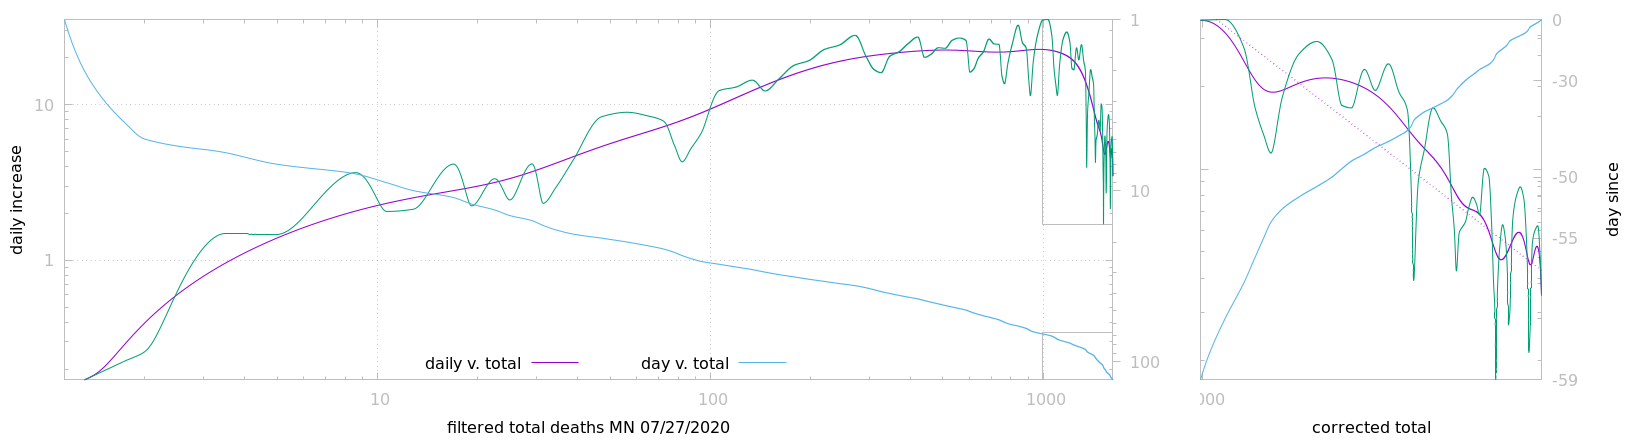 1
0
10
-30
10
-50
-55
1
100
-59
daily increase
day since
daily v. total
day v. total
10
100
1000
000
filtered total deaths MN 07/27/2020
corrected total